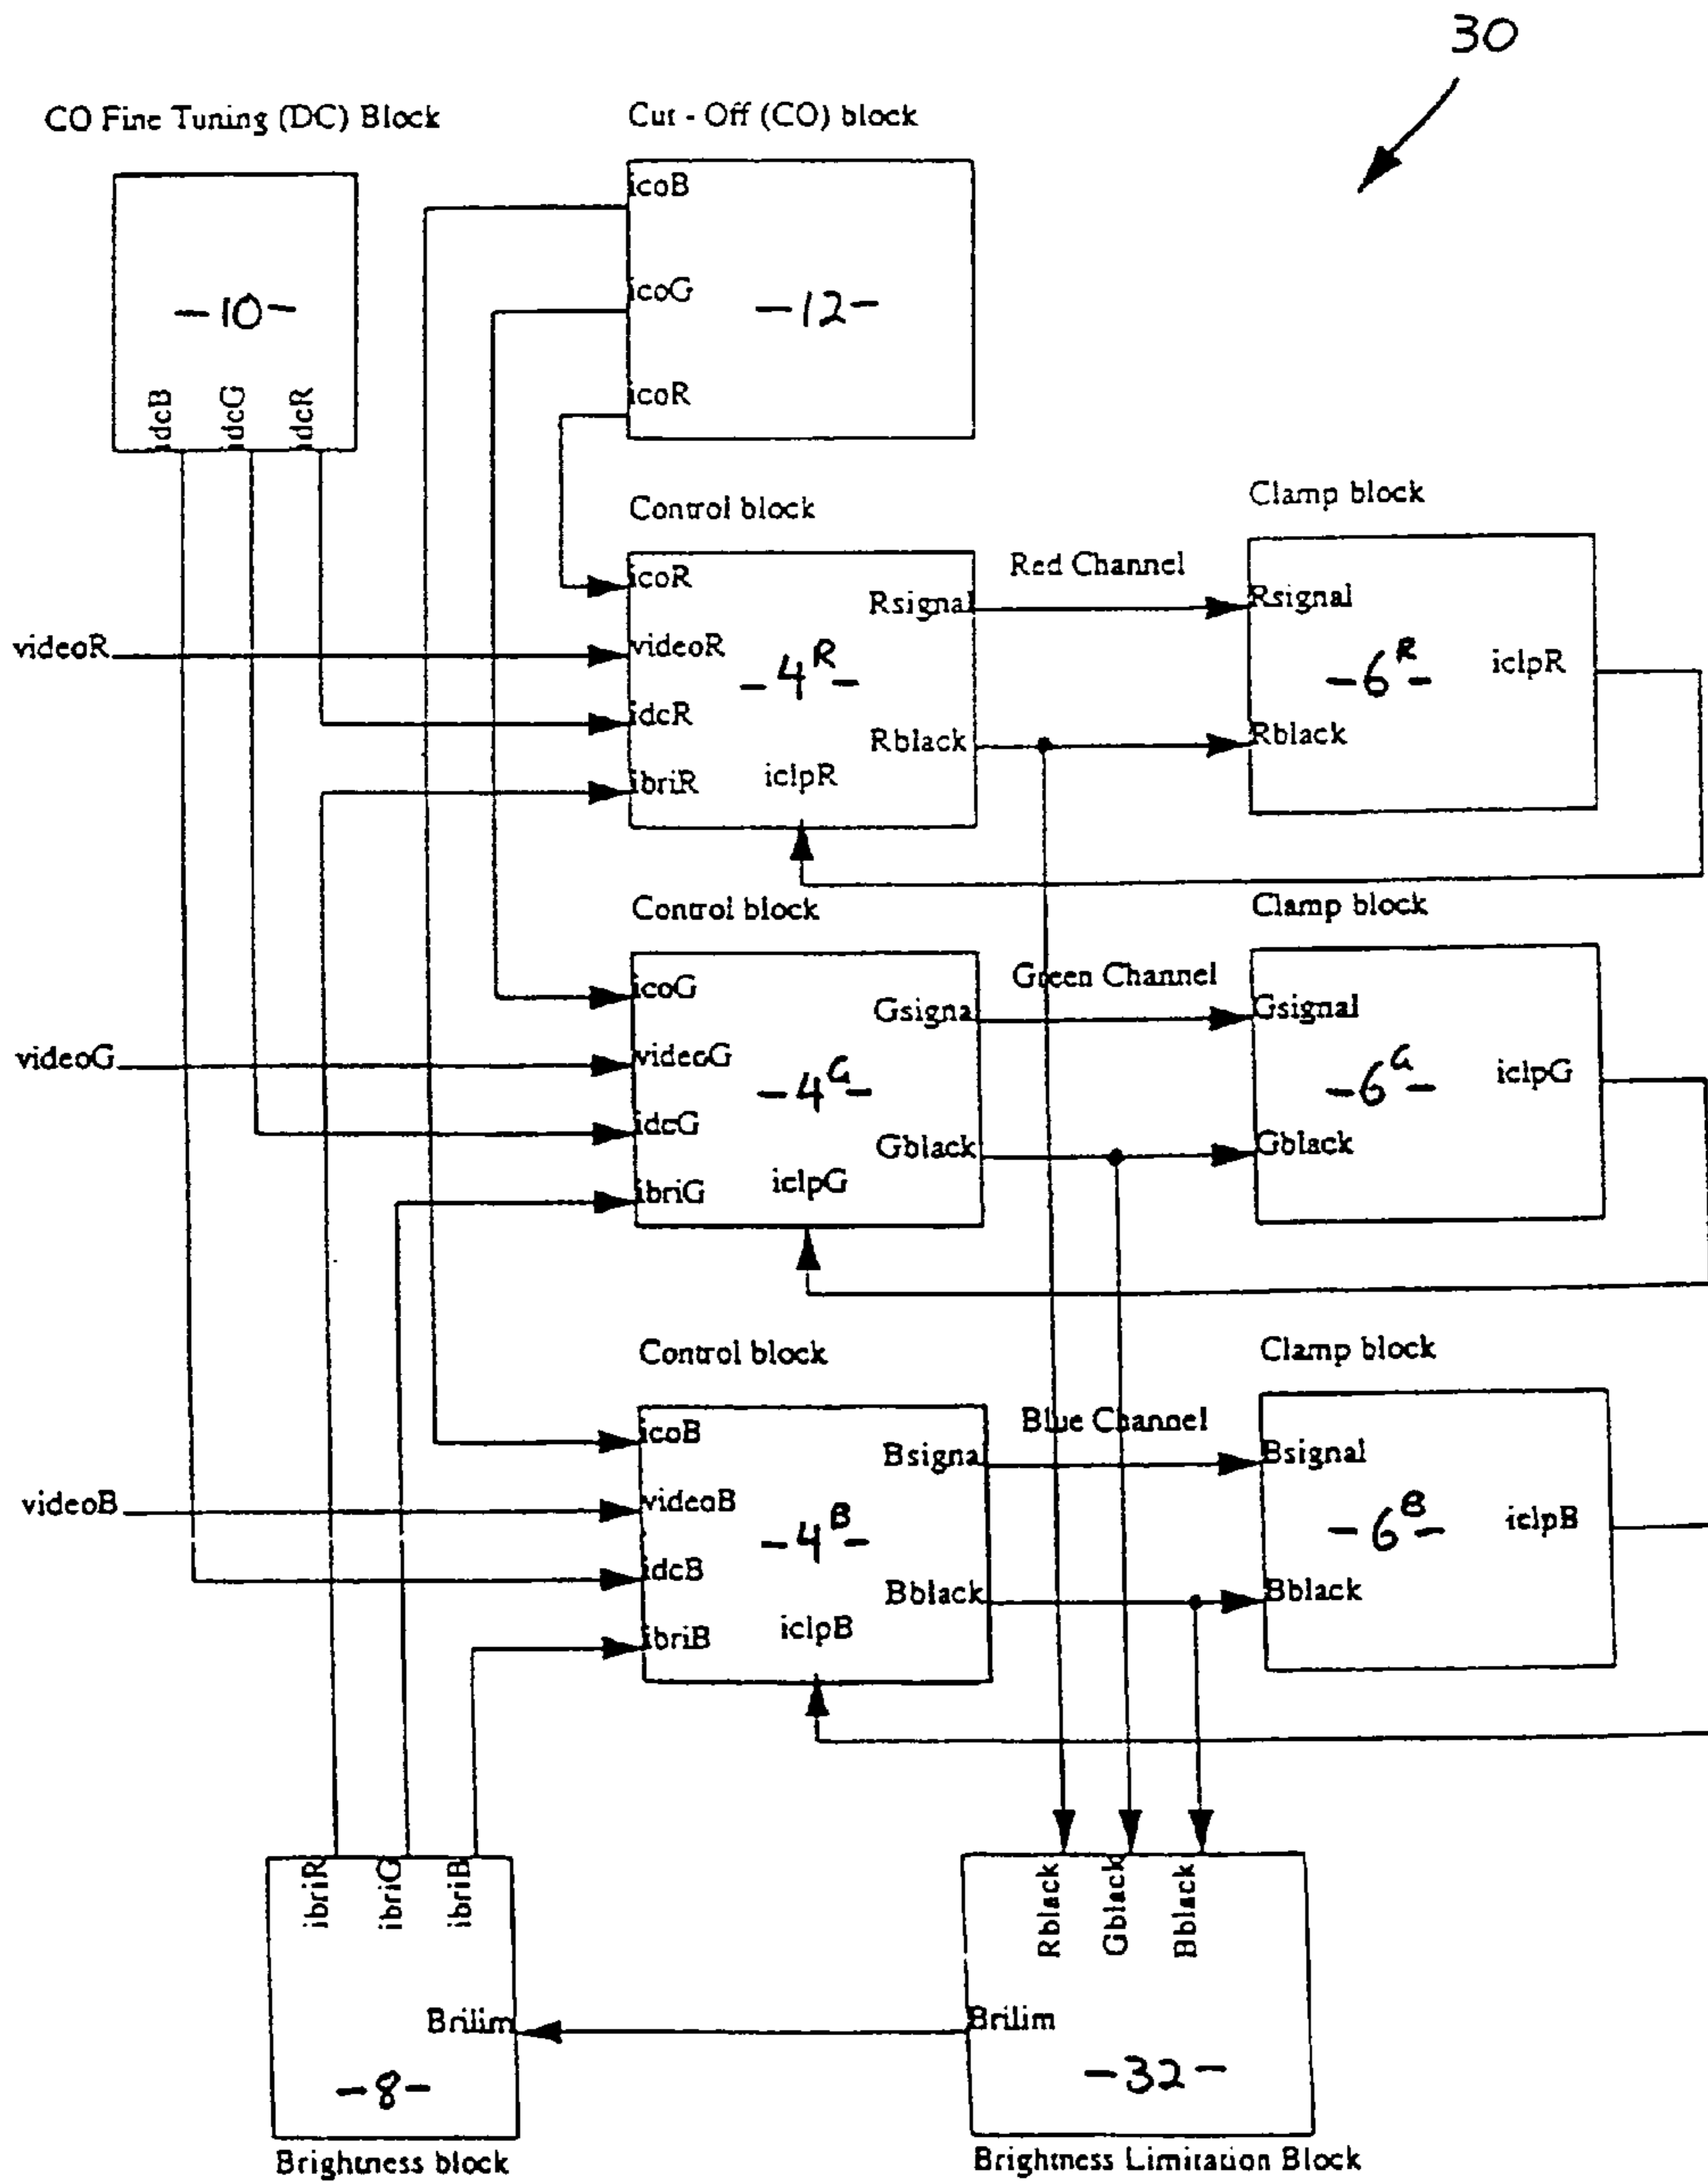 30
CO Fine Tuning (DC) Block
Cut - Off (CO) block
-10-
idcB
idcG
idcR
icoB
icoG
icoR
-12-
Control block
Clamp block
icoR
videoR
videoR
idcR
ibriR
-4R-
iclpR
Rsignal
Rblack
Red Channel
Rsignal
Rblack
-6R-
iclpR
Control block
Clamp block
icoG
videoG
videoG
idcG
ibriG
-4G-
iclpG
Gsigna
Gblack
Green Channel
Gsignal
Gblack
-6G-
iclpG
Control block
Clamp block
icoB
videoB
videoB
idcB
ibriB
-4B-
iclpB
Bsigna
Bblack
Blue Channel
Bsignal
Bblack
-6B-
iclpB
ibriR
ibriG
ibriB
Brilim
-8-
Brightness block
Rblack
Gblack
Bblack
Brilim
-32-
Brightness Limitation Block